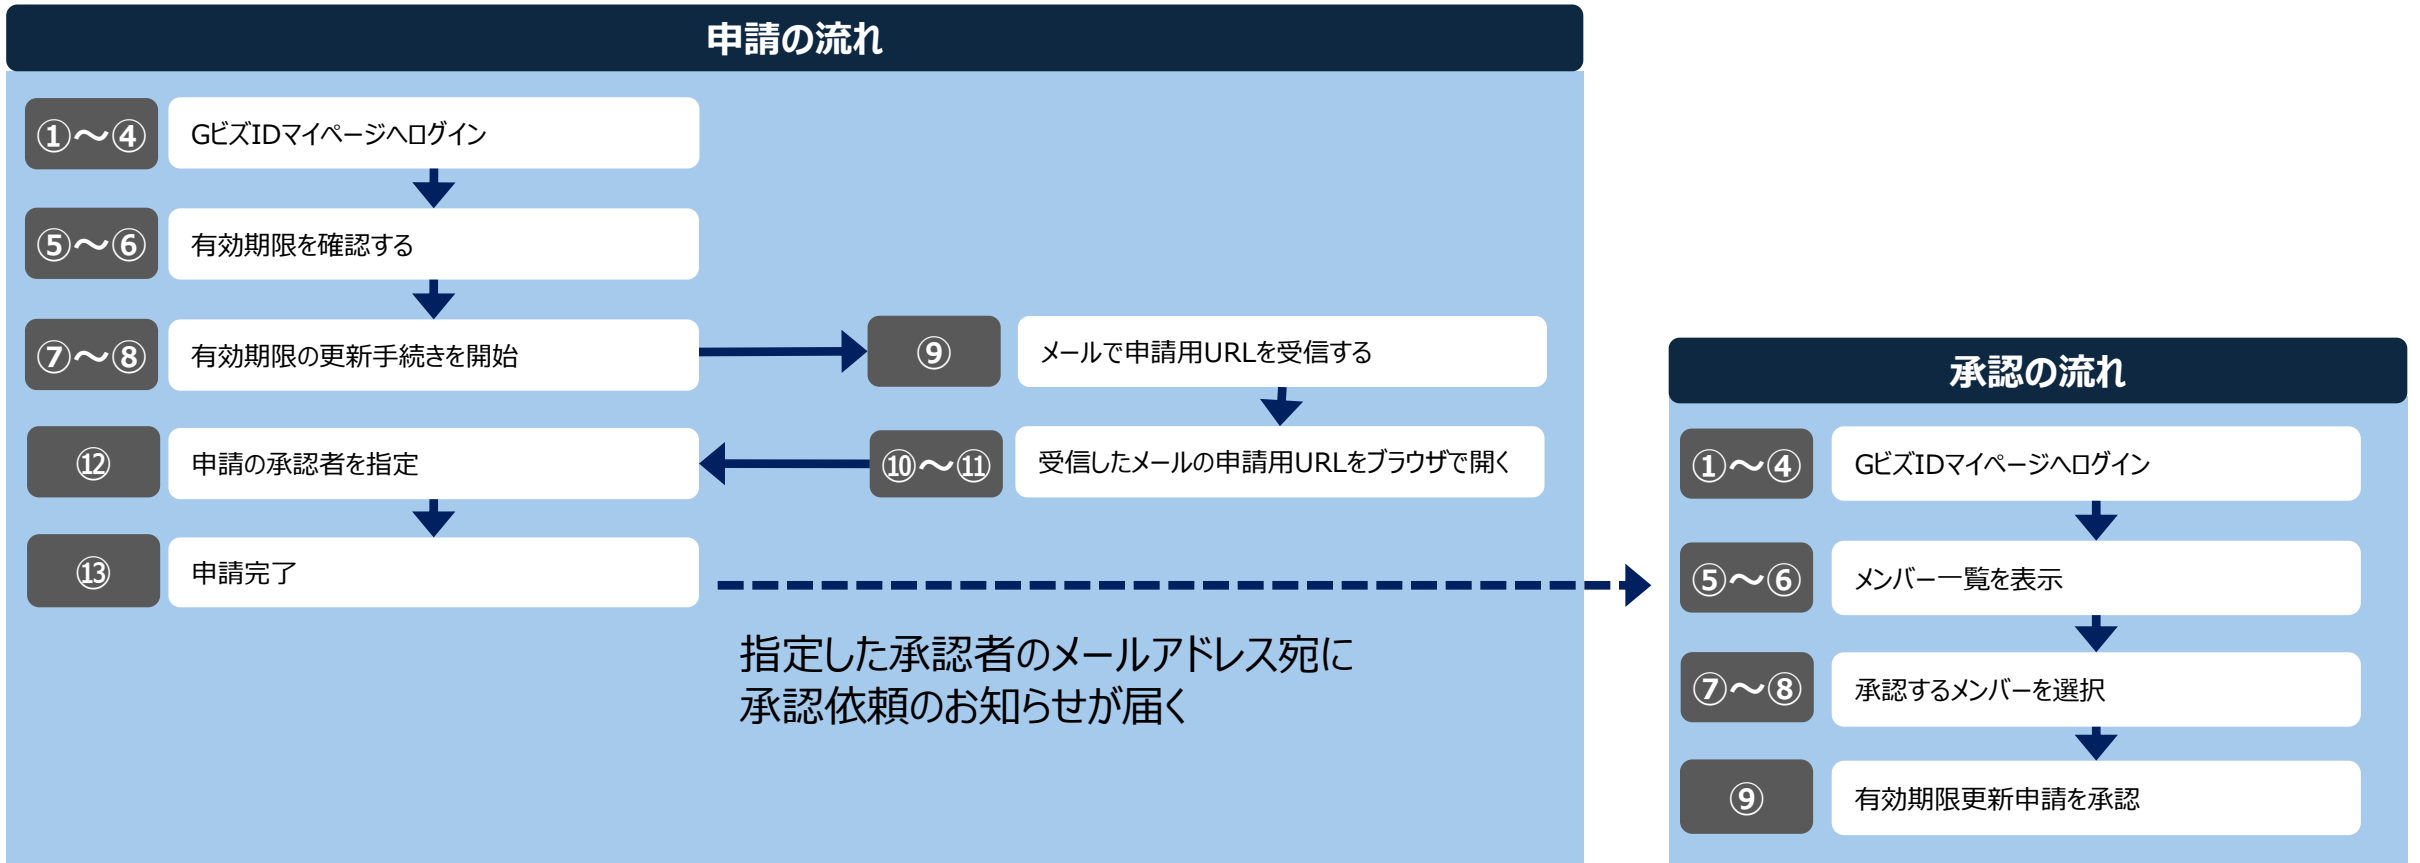 申請の流れ
①～④
GビズIDマイページへログイン
⑤～⑥
有効期限を確認する
⑦～⑧
有効期限の更新手続きを開始
⑨
メールで申請用URLを受信する
⑩～⑪
受信したメールの申請用URLをブラウザで開く
⑫
申請の承認者を指定
⑬
申請完了
指定した承認者のメールアドレス宛に
承認依頼のお知らせが届く
承認の流れ
①～④
GビズIDマイページへログイン
⑤～⑥
メンバー一覧を表示
⑦～⑧
承認するメンバーを選択
⑨
有効期限更新申請を承認